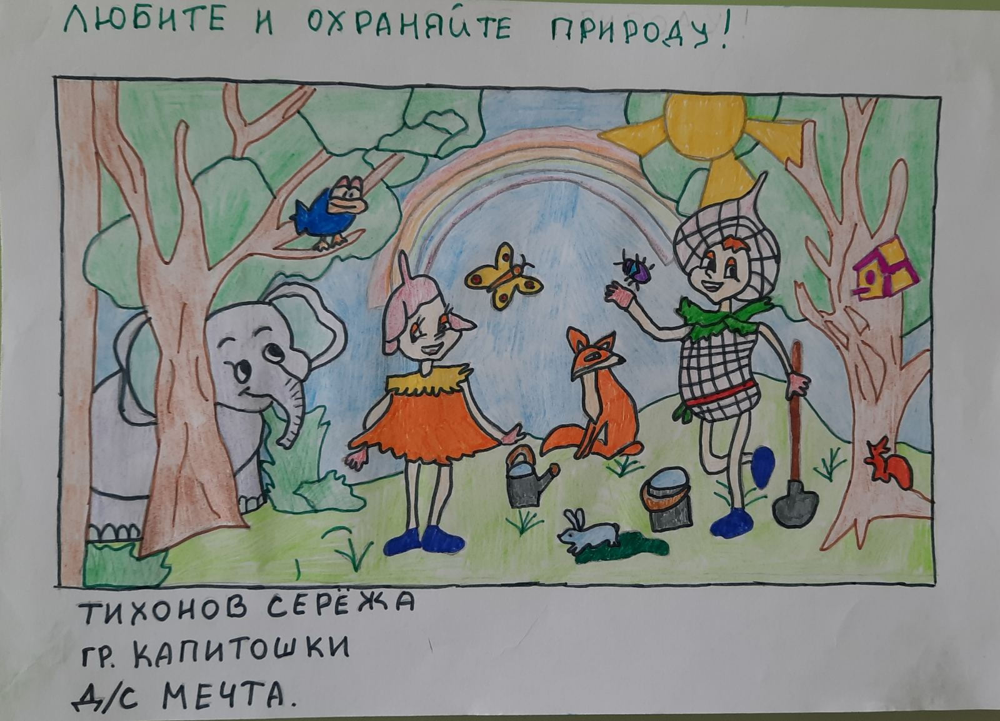 ЛЮБИТЕ И ОХРАНЯЙТЕ ПРИРОДУ!
ТИХОНОВ СЕРЁЖА
ГР. КАПИТОШКИ
Д/С МЕЧТА.